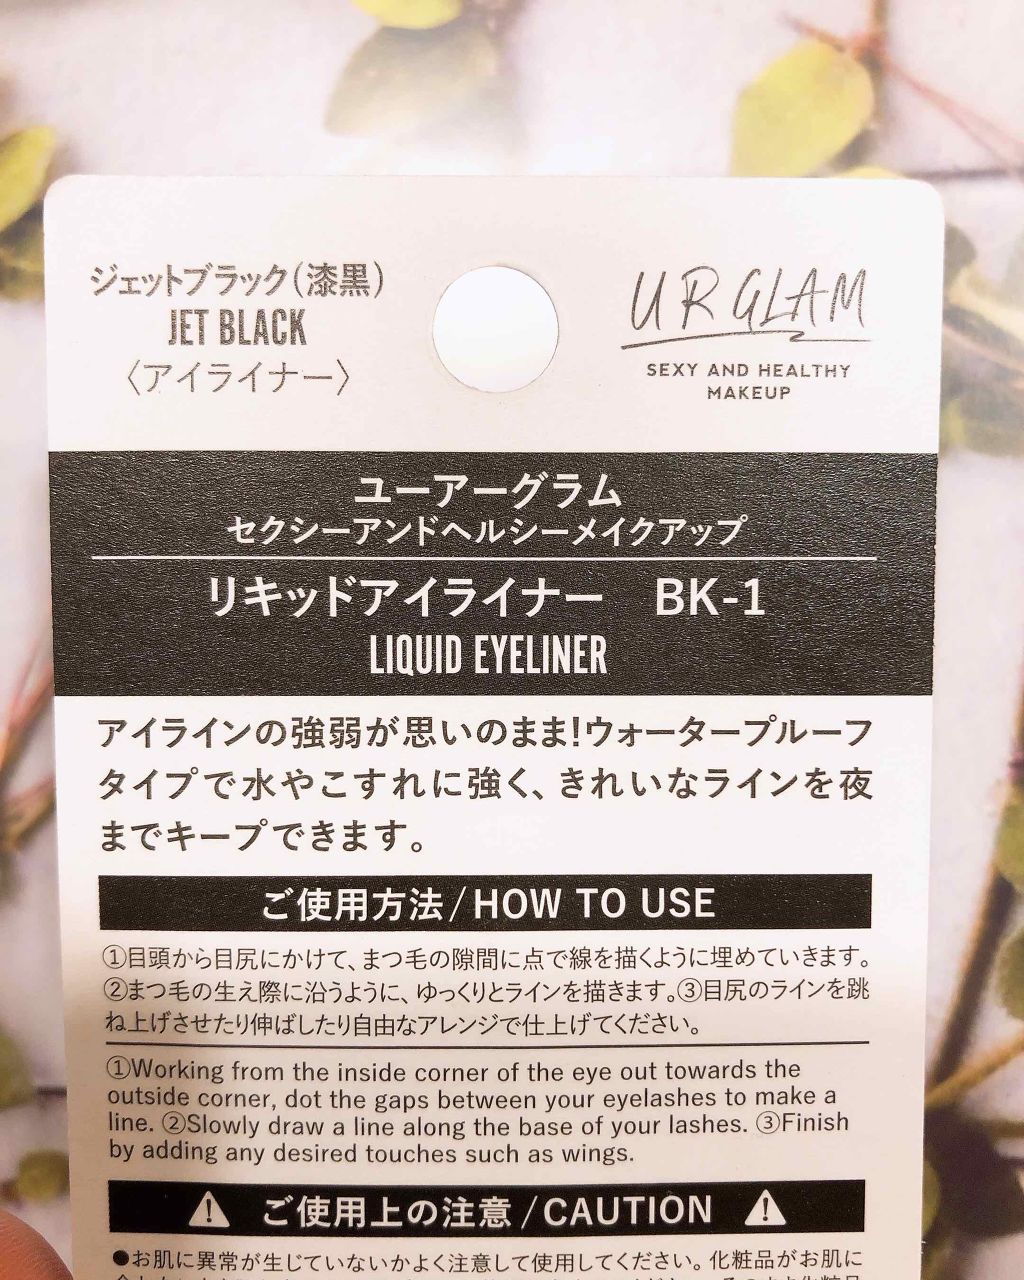 ジェットブラック(漆黒)
JET BLACK
〈アイライナー〉
UR GLAM
SEXY AND HEALTHY
MAKEUP
ユーアーグラム
セクシーアンドヘルシーメイクアップ
リキッドアイライナー BK-1
LIQUID EYELINER
アイラインの強弱が思いのまま!ウォータープルーフ
タイプで水やこすれに強く、きれいなラインを夜
までキープできます。
ご使用方法/HOW TO USE
①目頭から目尻にかけて、まつ毛の隙間に点で線を描くように埋めていきます。
②まつ毛の生え際に沿うように、ゆっくりとラインを描きます。③目尻のラインを跳
ね上げさせたり伸ばしたり自由なアレンジで仕上げてください。
①Working from the inside corner of the eye out towards the
outside corner, dot the gaps between your eyelashes to make a
line. ②Slowly draw a line along the base of your lashes. ③Finish
by adding any desired touches such as wings.
ご使用上の注意/CAUTION
●お肌に異常が生じていないかよく注意して使用してください。化粧品がお肌に